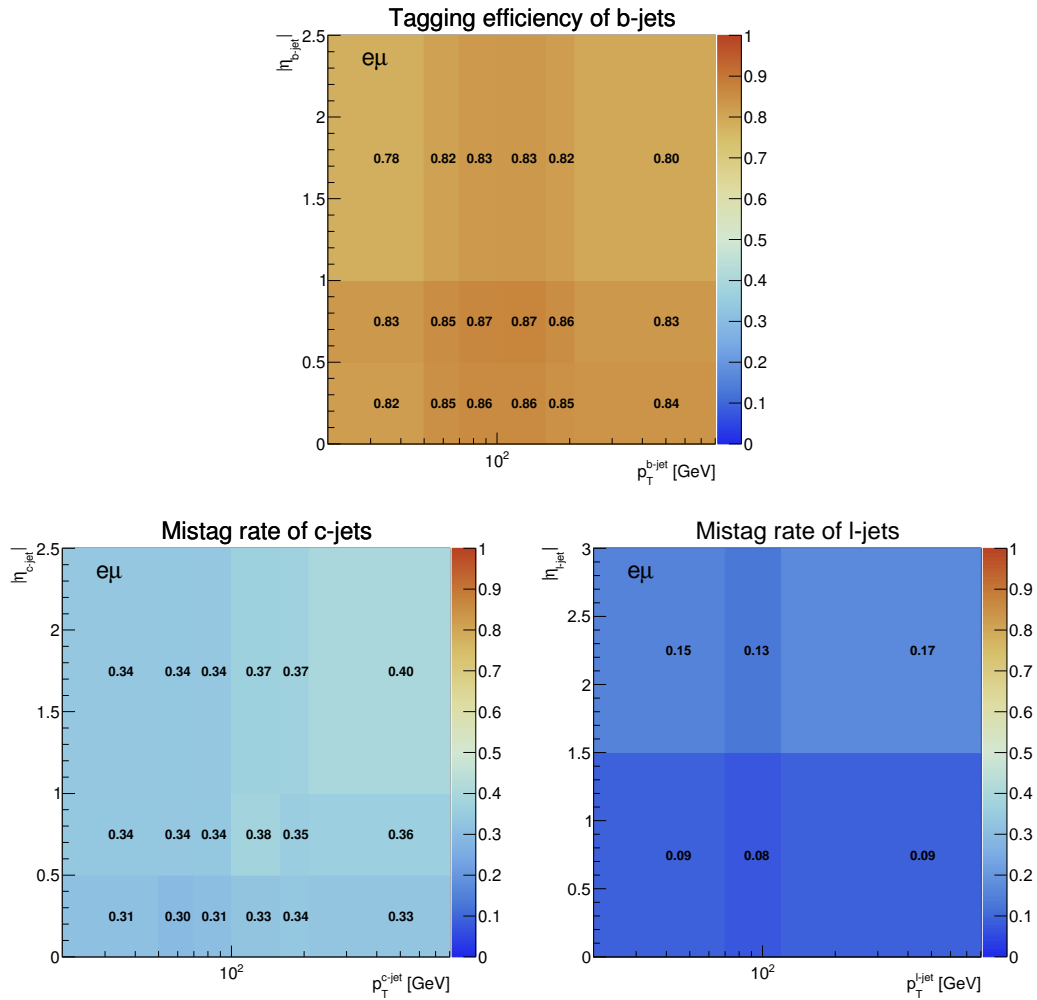 Tagging efficiency of b-jets
|η_b-jet|
eμ
2.5
2
1.5
1
0.5
0
0.78 0.82 0.83 0.83 0.82 0.80
0.83 0.85 0.87 0.87 0.86 0.83
0.82 0.85 0.86 0.86 0.85 0.84
1
0.9
0.8
0.7
0.6
0.5
0.4
0.3
0.2
0.1
0
10²
p_T^b-jet [GeV]
Mistag rate of c-jets
|η_c-jet|
eμ
2.5
2
1.5
1
0.5
0
0.34 0.34 0.34 0.37 0.37 0.40
0.34 0.34 0.34 0.38 0.35 0.36
0.31 0.30 0.31 0.33 0.34 0.33
1
0.9
0.8
0.7
0.6
0.5
0.4
0.3
0.2
0.1
0
10²
p_T^c-jet [GeV]
Mistag rate of l-jets
|η_l-jet|
eμ
3
2.5
2
1.5
1
0.5
0
0.15 0.13 0.17
0.09 0.08 0.09
1
0.9
0.8
0.7
0.6
0.5
0.4
0.3
0.2
0.1
0
10²
p_T^l-jet [GeV]